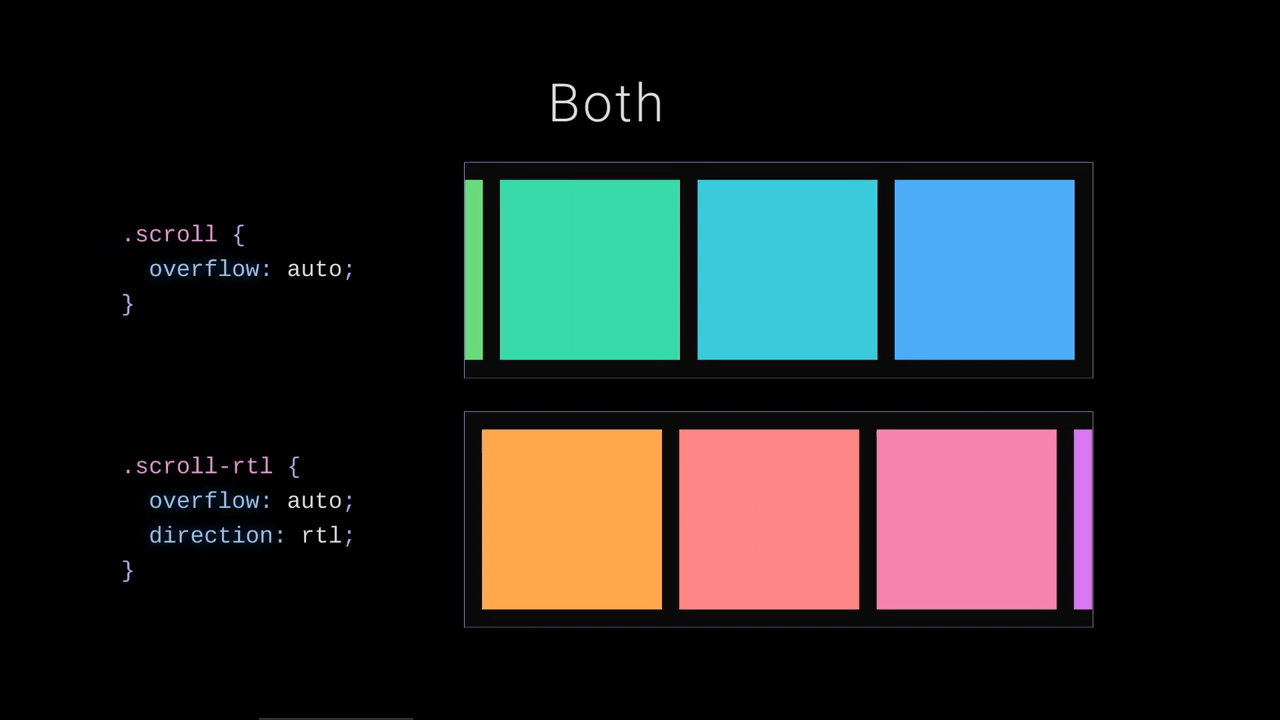 Both
.scroll {
  overflow: auto;
}
.scroll-rtl {
  overflow: auto;
  direction: rtl;
}